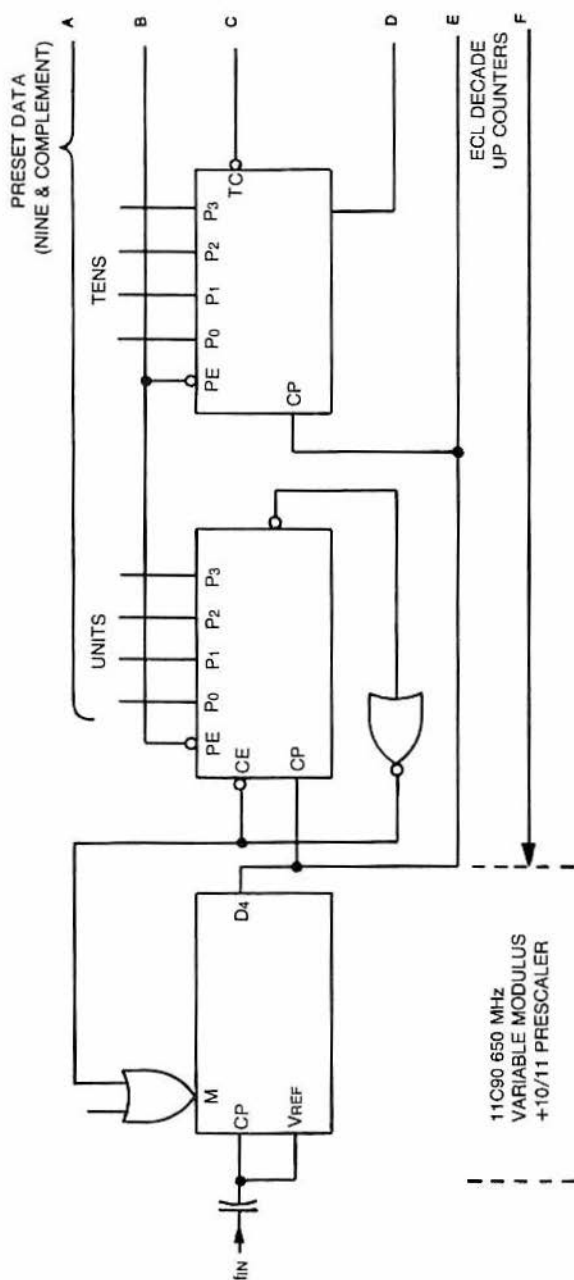 PRESET DATA
(NINE & COMPLEMENT)
A
B
C
D
E
F
TENS
P0
P1
P2
P3
PE
TC
CP
UNITS
P0
P1
P2
P3
PE
CE
CP
ECL DECADE
UP COUNTERS
M
CP
VREF
D4
fIN
11C90 650 MHz
VARIABLE MODULUS
+10/11 PRESCALER